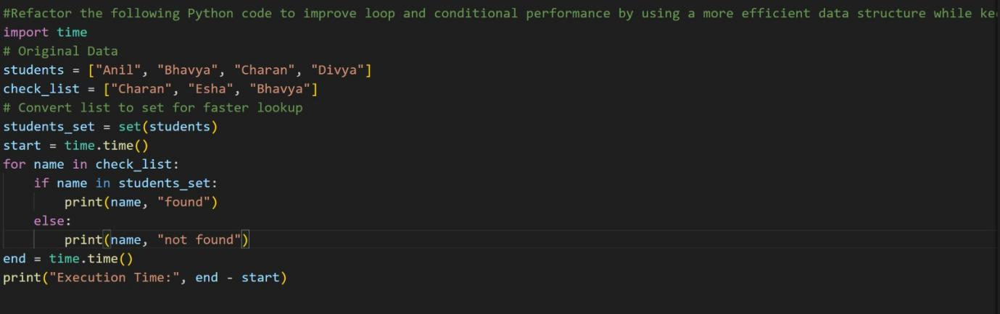 #Refactor the following Python code to improve loop and conditional performance by using a more efficient data structure while
import time
# Original Data
students = ["Anil", "Bhavya", "Charan", "Divya"]
check_list = ["Charan", "Esha", "Bhavya"]
# Convert list to set for faster lookup
students_set = set(students)
start = time.time()
for name in check_list:
    if name in students_set:
        print(name, "found")
    else:
        print(name, "not found")
end = time.time()
print("Execution Time:", end - start)